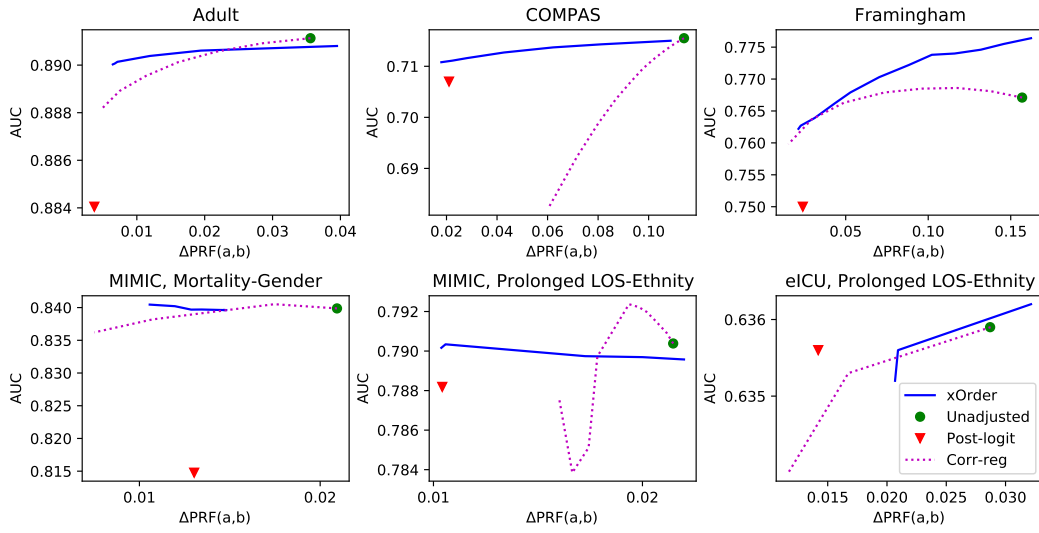 Adult
0.890
0.888
0.886
0.884
AUC
0.01
0.02
0.03
0.04
ΔPRF(a,b)
COMPAS
0.71
0.70
0.69
AUC
0.02
0.04
0.06
0.08
0.10
ΔPRF(a,b)
Framingham
0.775
0.770
0.765
0.760
0.755
0.750
AUC
0.05
0.10
0.15
ΔPRF(a,b)
MIMIC, Mortality-Gender
0.840
0.835
0.830
0.825
0.820
0.815
AUC
0.01
0.02
ΔPRF(a,b)
MIMIC, Prolonged LOS-Ethnity
0.792
0.790
0.788
0.786
0.784
AUC
0.01
0.02
ΔPRF(a,b)
eICU, Prolonged LOS-Ethnity
0.636
0.635
AUC
0.015
0.020
0.025
0.030
ΔPRF(a,b)
xOrder
Unadjusted
Post-logit
Corr-reg